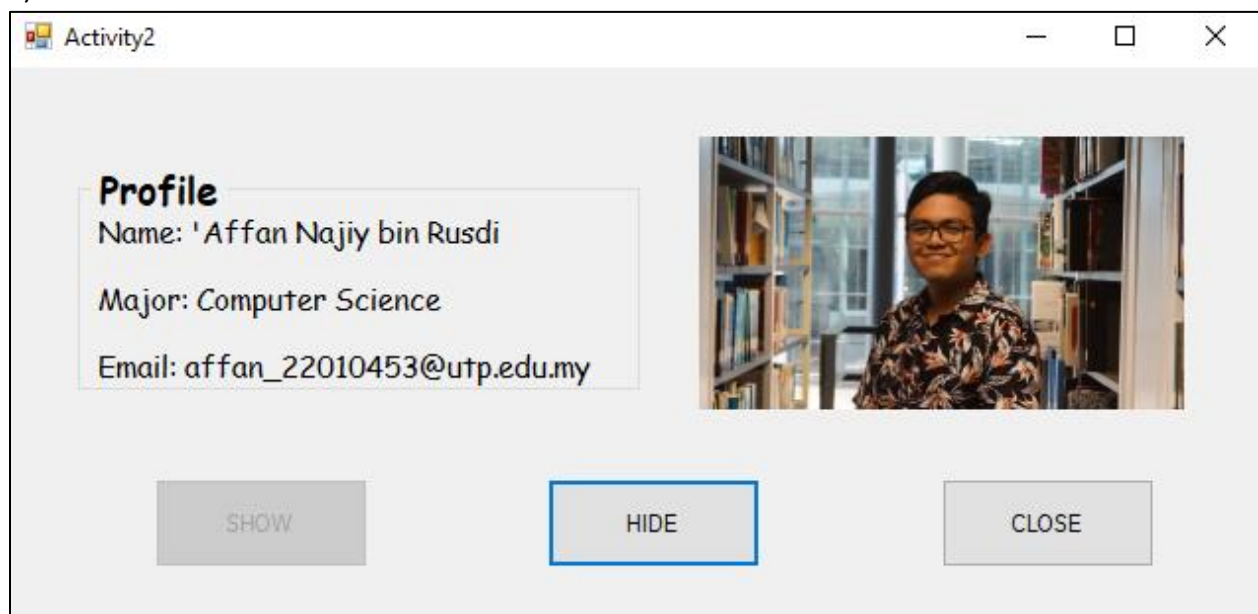 Activity2
Profile
Name: 'Affan Najiy bin Rusdi
Major: Computer Science
Email: affan_22010453@utp.edu.my
SHOW
HIDE
CLOSE